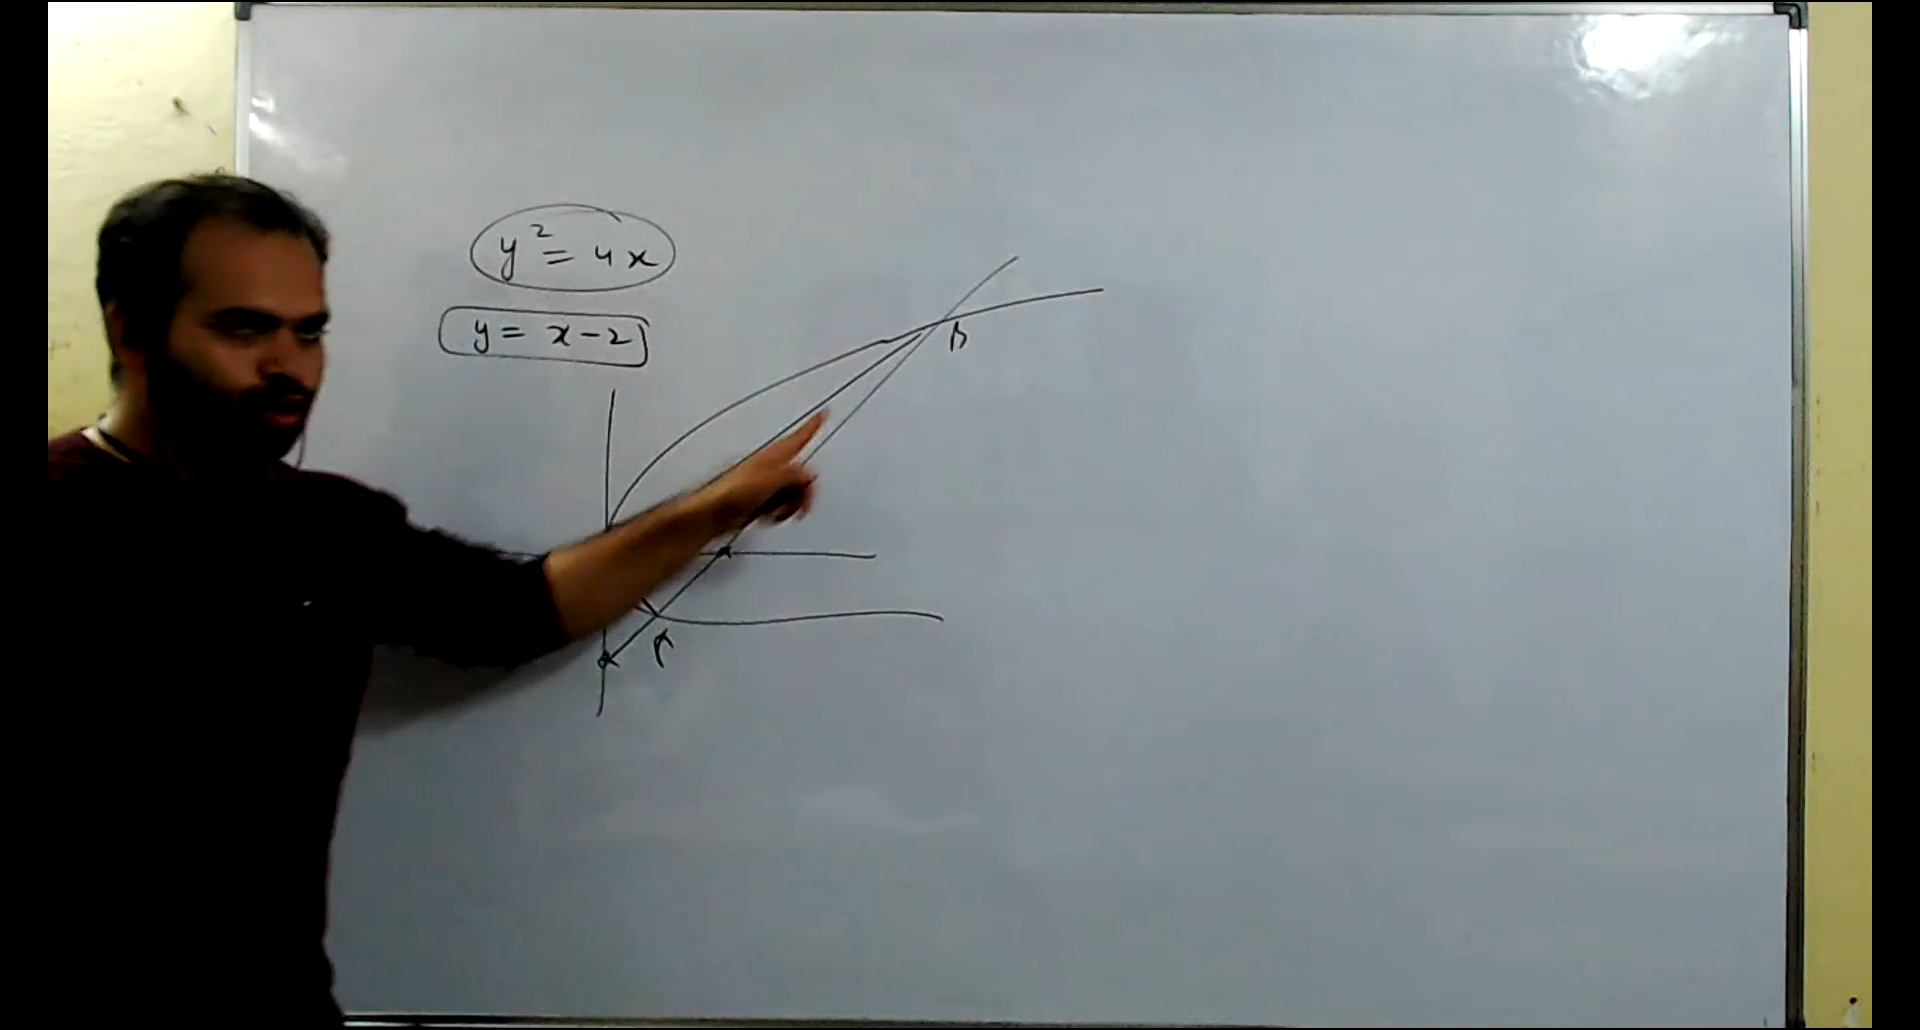 y² = 4x
y = x - 2